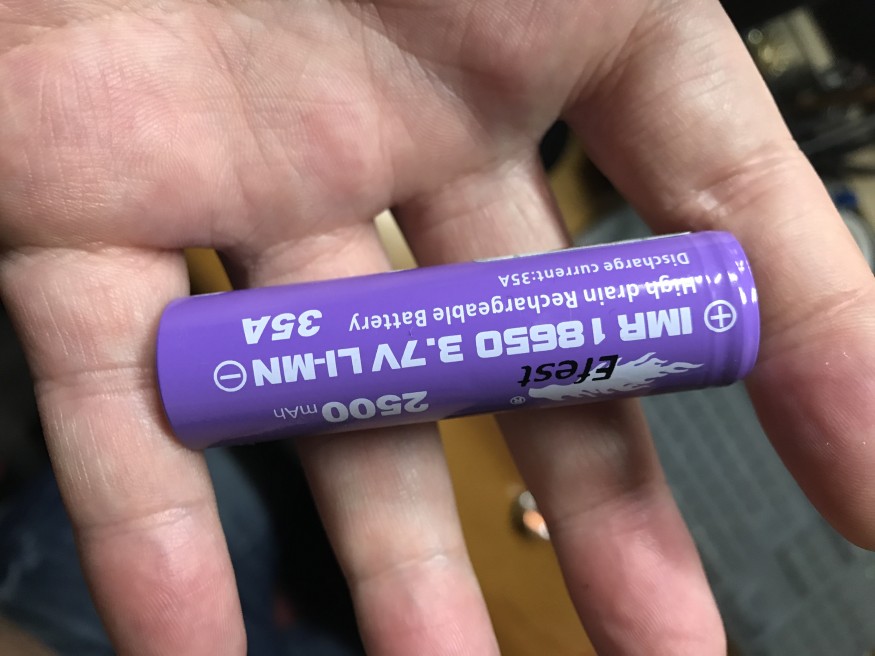 Efest®
2500 mAh
⊕ IMR 18650 3.7V LI-MN ⊖
High drain Rechargeable Battery 35A
Discharge current:35A